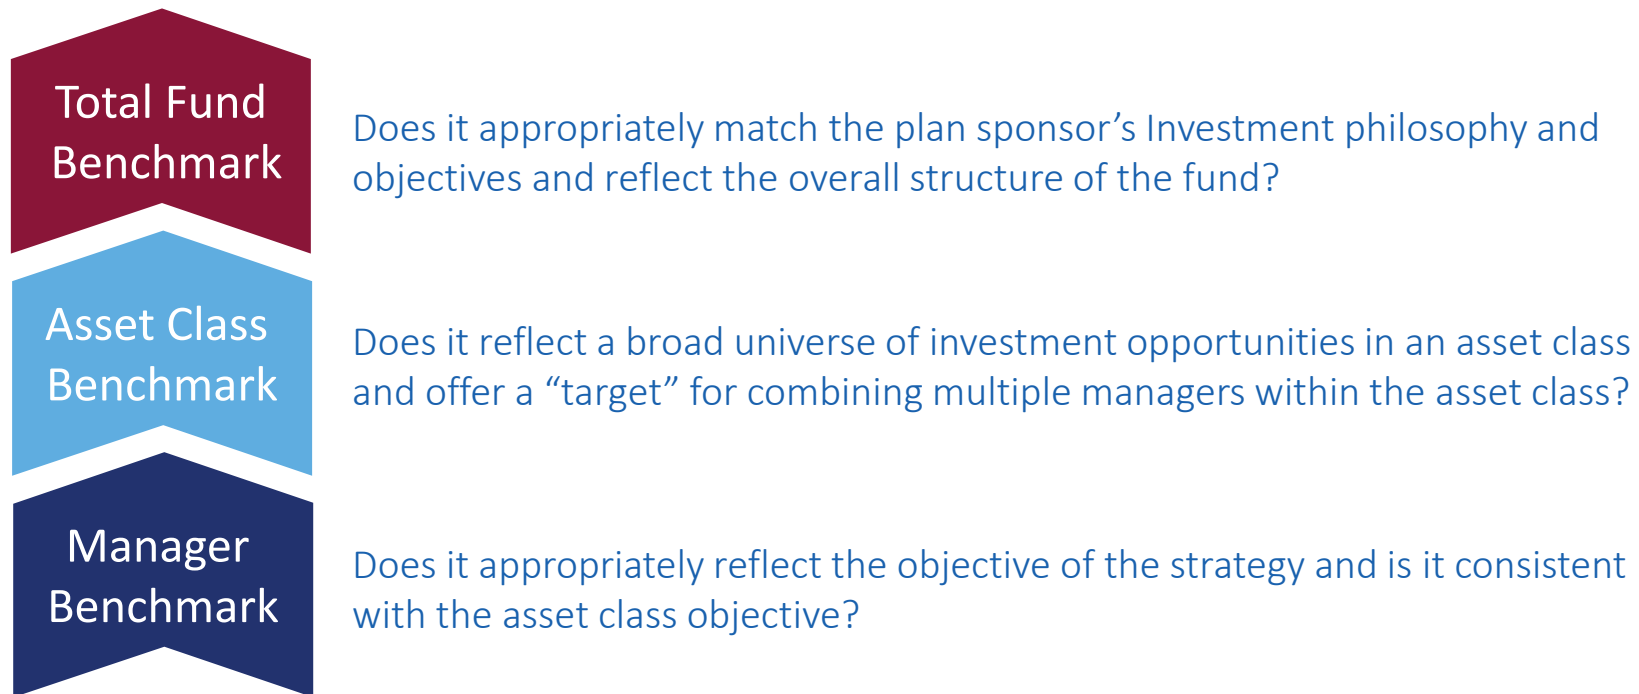 Total Fund
Benchmark
Does it appropriately match the plan sponsor’s Investment philosophy and
objectives and reflect the overall structure of the fund?
Asset Class
Benchmark
Does it reflect a broad universe of investment opportunities in an asset class
and offer a “target” for combining multiple managers within the asset class?
Manager
Benchmark
Does it appropriately reflect the objective of the strategy and is it consistent
with the asset class objective?